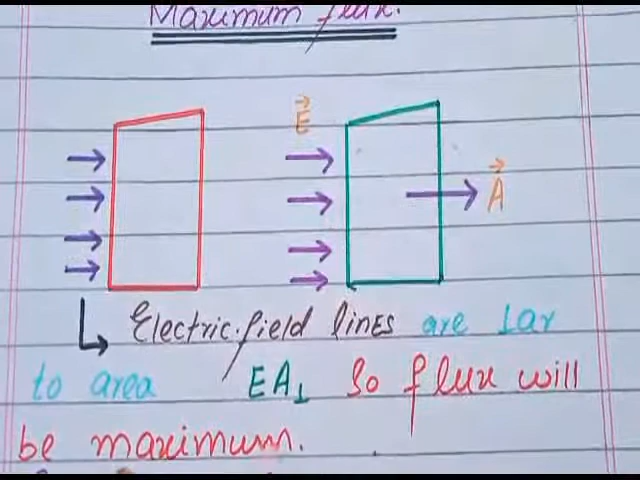 Maximum flux.
E
A
Electric field lines are ⊥ar
to area EA⊥ So flux will
be maximum.